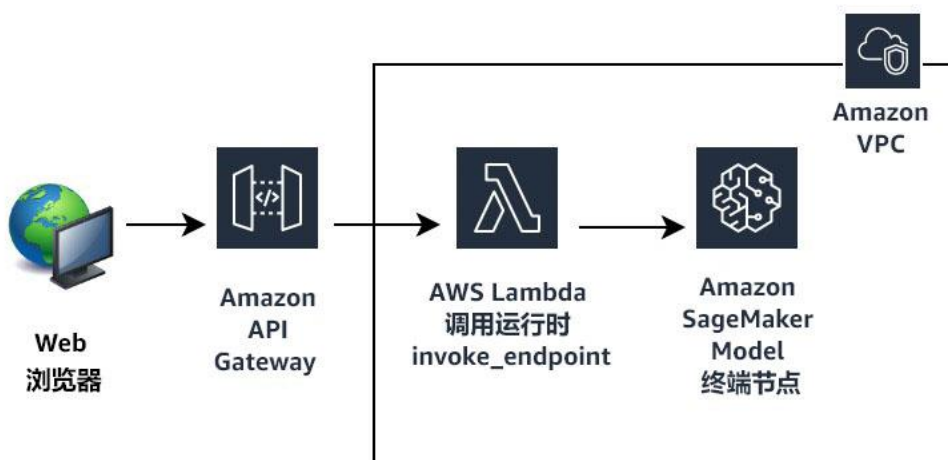 Amazon
VPC
Web
浏览器
Amazon
API
Gateway
</>
AWS Lambda
调用运行时
invoke_endpoint
Amazon
SageMaker
Model
终端节点